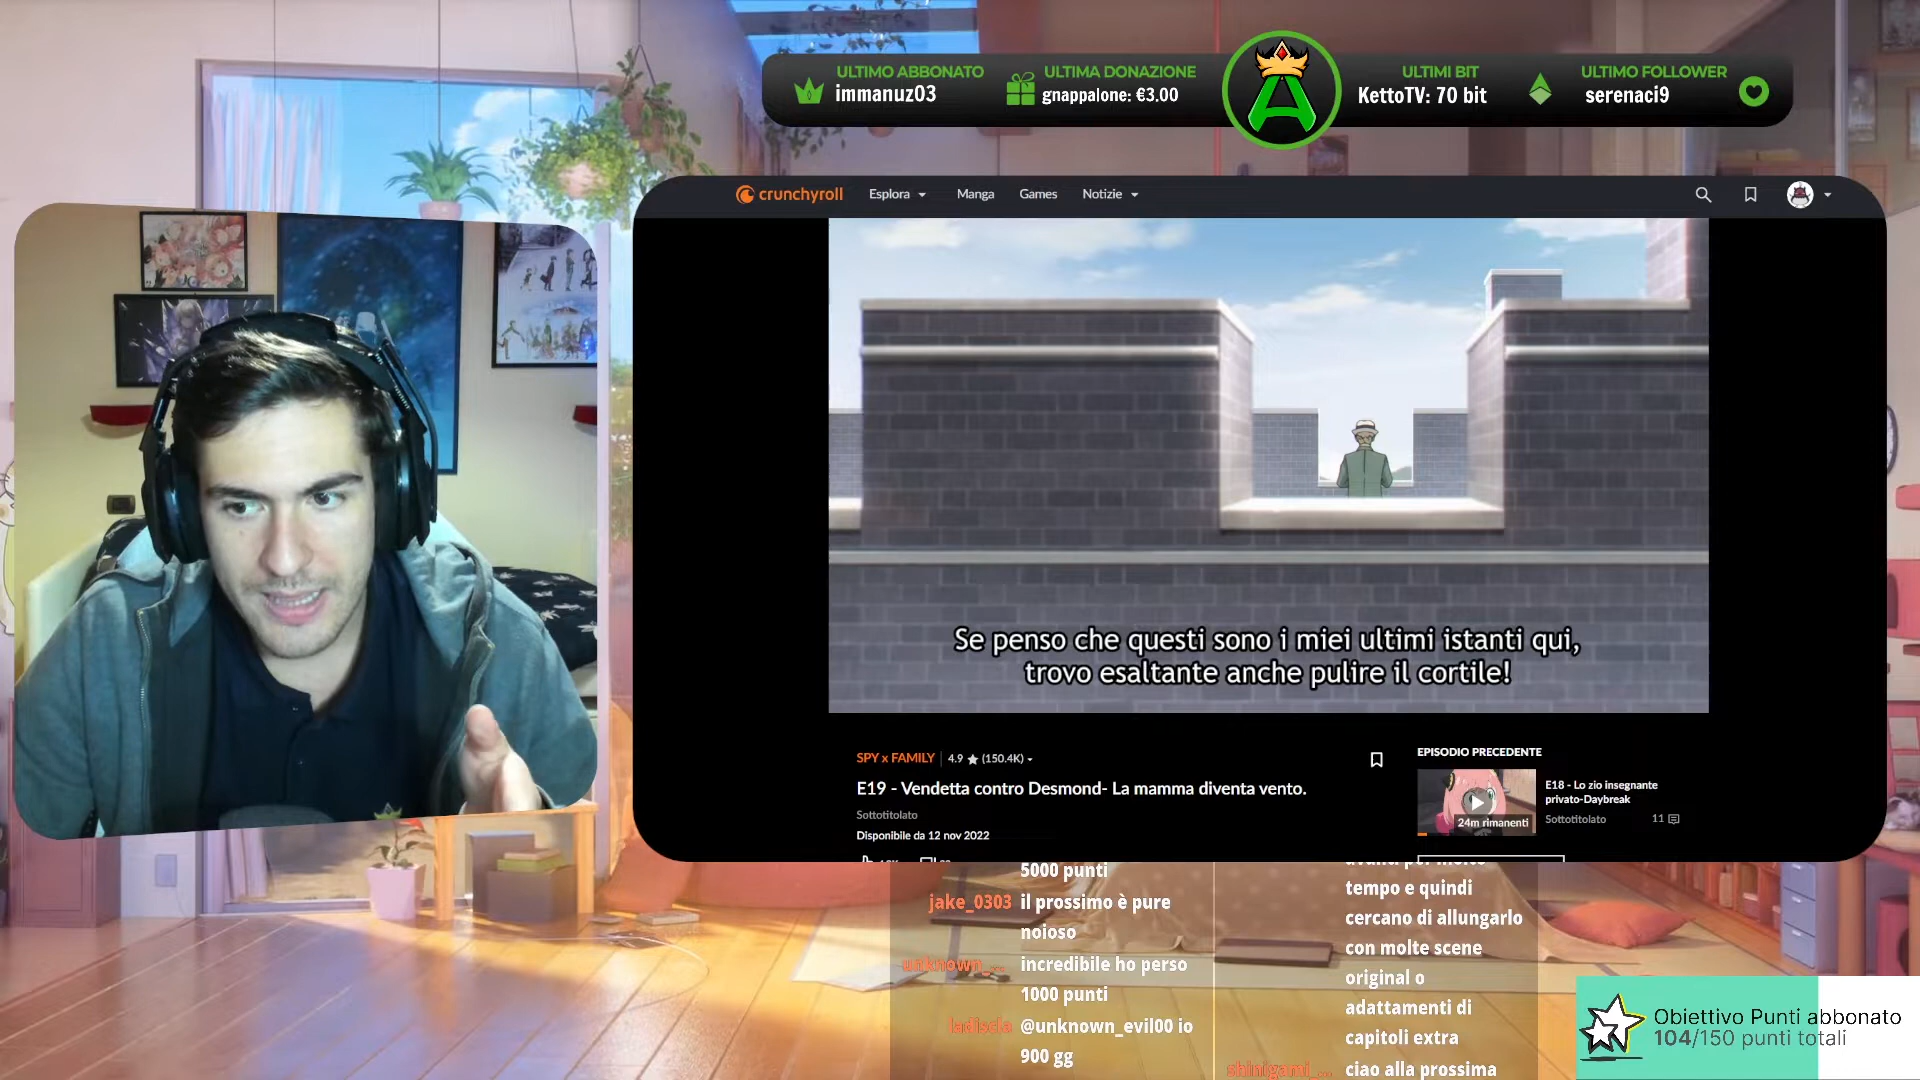 ULTIMO ABBONATO
immanuz03
ULTIMA DONAZIONE
gnappalone: €3.00
ULTIMI BIT
KettoTV: 70 bit
ULTIMO FOLLOWER
serenaci9
crunchyroll
Esplora
Manga
Games
Notizie
Se penso che questi sono i miei ultimi istanti qui,
trovo esaltante anche pulire il cortile!
SPY x FAMILY
4.9 ★ (150.4K)
E19 - Vendetta contro Desmond- La mamma diventa vento.
Sottotitolato
Disponibile da 12 nov 2022
EPISODIO PRECEDENTE
24m rimanenti
E18 - Lo zio insegnante
privato-Daybreak
Sottotitolato
11
5000 punti
jake_0303 il prossimo è pure
noioso
unknown_... incredibile ho perso
1000 punti
@unknown_evil00 io
900 gg
tempo e quindi
cercano di allungarlo
con molte scene
original o
adattamenti di
capitoli extra
shinigami_... ciao alla prossima
Obiettivo Punti abbonato
104/150 punti totali